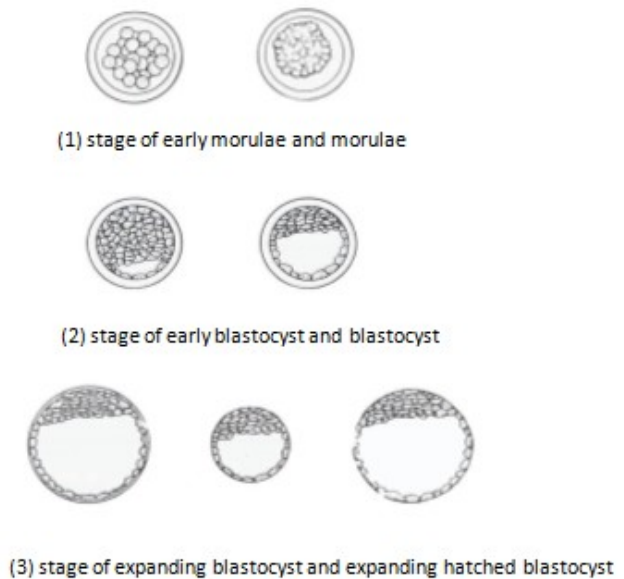 (1) stage of early morulae and morulae
(2) stage of early blastocyst and blastocyst
(3) stage of expanding blastocyst and expanding hatched blastocyst